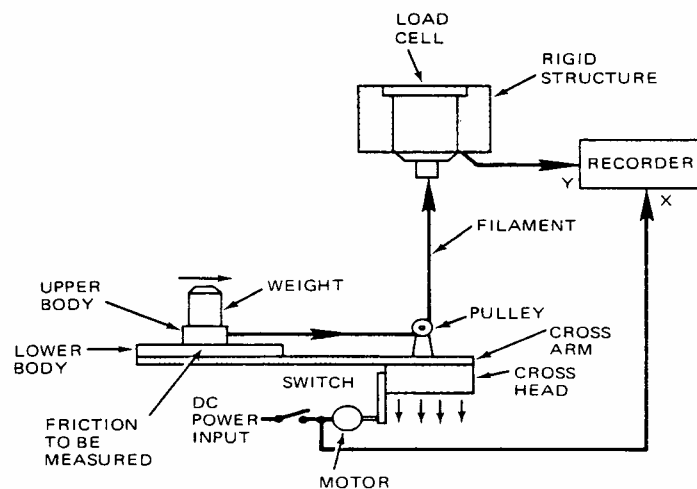 LOAD
CELL
RIGID
STRUCTURE
RECORDER
Y
X
FILAMENT
WEIGHT
UPPER
BODY
PULLEY
LOWER
BODY
CROSS
ARM
CROSS
HEAD
SWITCH
DC
POWER
INPUT
FRICTION
TO BE
MEASURED
MOTOR